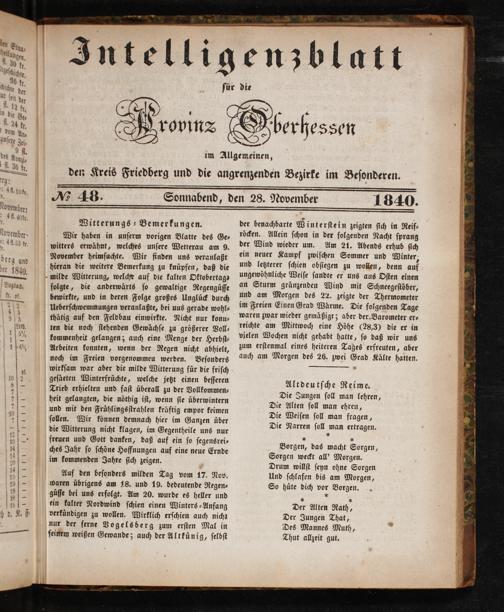 Intelligenzblatt
für die
Provinz Oberhessen
im Allgemeinen,
den Kreis Friedberg und die angrenzenden Bezirke im Besonderen.
№ 48. Sonnabend, den 28. November 1840.
Witterungs-Bemerkungen.
Wir haben in unserem vorigen Blatte des Ge-
witters erwähnt, welches unsere Wetterau am 9.
November heimsuchte. Wir finden uns veranlaßt
hieran die weitere Bemerkung zu knüpfen, daß die
milde Witterung, welche auf die kalten Oktobertage
folgte, die anderwärts so gewaltige Regengüsse
bewirkte, und in deren Folge großes Unglück durch
Ueberschwemmungen veranlaßte, bei uns gerade wohl-
thätig auf den Feldbau einwirkte. Nicht nur konn-
ten die noch stehenden Gewächse zu größerer Voll-
kommenheit gelangen; auch eine Menge der Herbst-
Arbeiten konnten, wenn der Regen nicht abhielt,
noch im Freien vorgenommen werden. Besonders
wirksam war aber die milde Witterung für die frisch
gesäeten Winterfrüchte, welche jetzt einen besseren
Trieb erhielten und fast überall zu der Vollkommen-
heit gelangten, die nöthig ist, wenn sie überwintern
und mit den Frühlingsstrahlen kräftig empor keimen
sollen. Wir können demnach hier im Ganzen über
die Witterung nicht klagen, im Gegentheile uns nur
freuen und Gott danken, daß auf ein so segensrei-
ches Jahr so schöne Hoffnungen auf eine neue Ernde
im kommenden Jahre sich zeigen.
Auf den besonders milden Tag vom 17. Nov.
waren übrigens am 18. und 19. bedeutende Regen-
güsse bei uns erfolgt. Am 20. wurde es heller und
ein kalter Nordwind schien einen Winters-Anfang
verkündigen zu wollen. Wirklich erschien auch nicht
nur der ferne Vogelsberg zum ersten Mal in
seinem weißen Gewande; auch der Altkönig, selbst
der benachbarte Winterstein zeigten sich in Reif-
röcken. Allein schon in der folgenden Nacht sprang
der Wind wieder um. Am 21. Abends erhub sich
ein neuer Kampf zwischen Sommer und Winter,
und letzterer schien obsiegen zu wollen, denn auf
ungewöhnliche Weise sandte er uns aus Osten einen
an Sturm gränzenden Wind mit Schneegestöber,
und am Morgen des 22. zeigte der Thermometer
im Freien Einen Grad Wärme. Die folgenden Tage
waren zwar wieder gemäßigt; aber der Barometer er-
reichte am Mittwoch eine Höhe (28,3) die er in
vielen Wochen nicht gehabt hatte, so daß wir uns
zum erstenmal eines heiteren Tages erfreuten, aber
auch am Morgen des 26. zwei Grad Kälte hatten.
Altdeutsche Reime.
Die Jungen soll man lehren,
Die Alten soll man ehren,
Die Weisen soll man fragen,
Die Narren soll man ertragen.
* * *
Borgen, das macht Sorgen,
Sorgen weckt all' Morgen.
Drum willst seyn ohne Sorgen
Und schlafen bis am Morgen,
So hüte dich vor Borgen.
* * *
Der Alten Rath,
Der Jungen That,
Des Mannes Muth,
Thut allzeit gut.